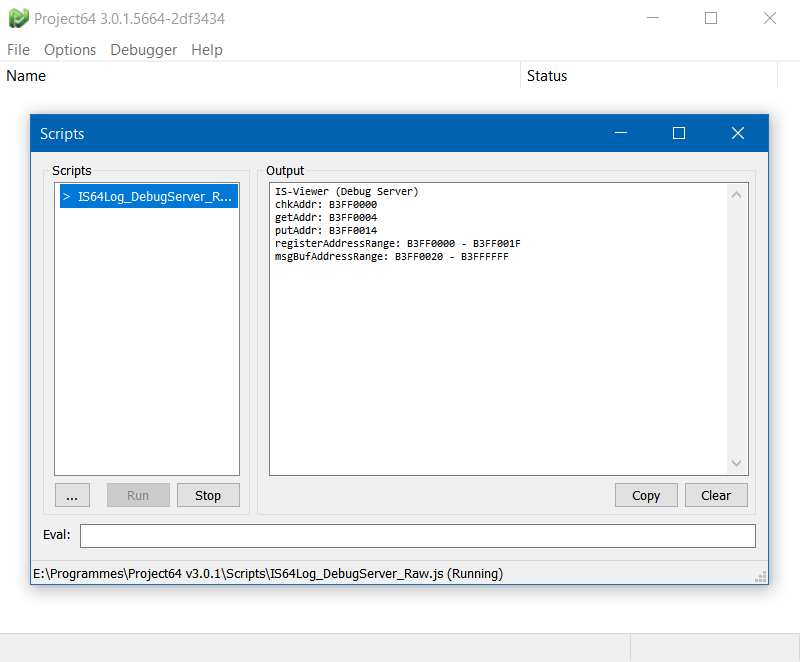 Project64 3.0.1.5664-2df3434
File Options Debugger Help
Name Status
Scripts
Scripts
> IS64Log_DebugServer_R...
Output
IS-Viewer (Debug Server)
chkAddr: B3FF0000
getAddr: B3FF0004
putAddr: B3FF0014
registerAddressRange: B3FF0000 - B3FF001F
msgBufAddressRange: B3FF0020 - B3FFFFFF
... Run Stop
Copy Clear
Eval:
E:\Programmes\Project64 v3.0.1\Scripts\IS64Log_DebugServer_Raw.js (Running)